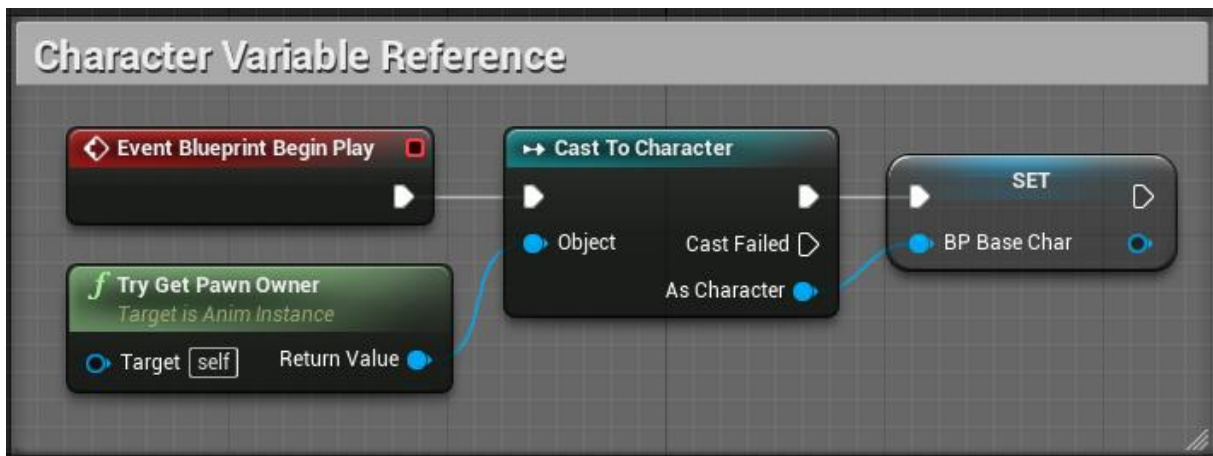 Character Variable Reference
Event Blueprint Begin Play
Cast To Character
SET
Object
Cast Failed
BP Base Char
As Character
f Try Get Pawn Owner
Target is Anim Instance
Target self
Return Value